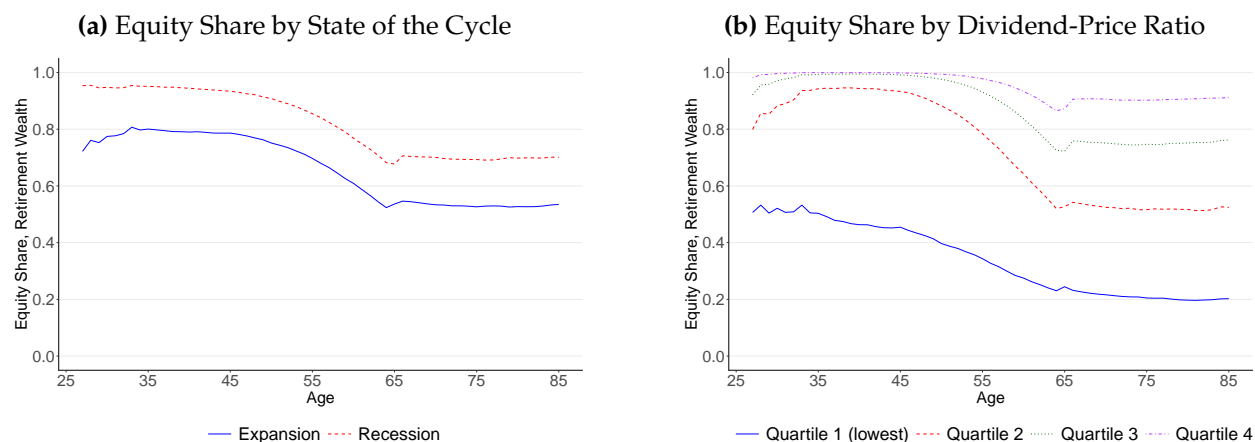 (a) Equity Share by State of the Cycle
Equity Share, Retirement Wealth
1.0
0.8
0.6
0.4
0.2
0.0
25 35 45 55 65 75 85
Age
Expansion Recession
(b) Equity Share by Dividend-Price Ratio
Equity Share, Retirement Wealth
1.0
0.8
0.6
0.4
0.2
0.0
25 35 45 55 65 75 85
Age
Quartile 1 (lowest) Quartile 2 Quartile 3 Quartile 4